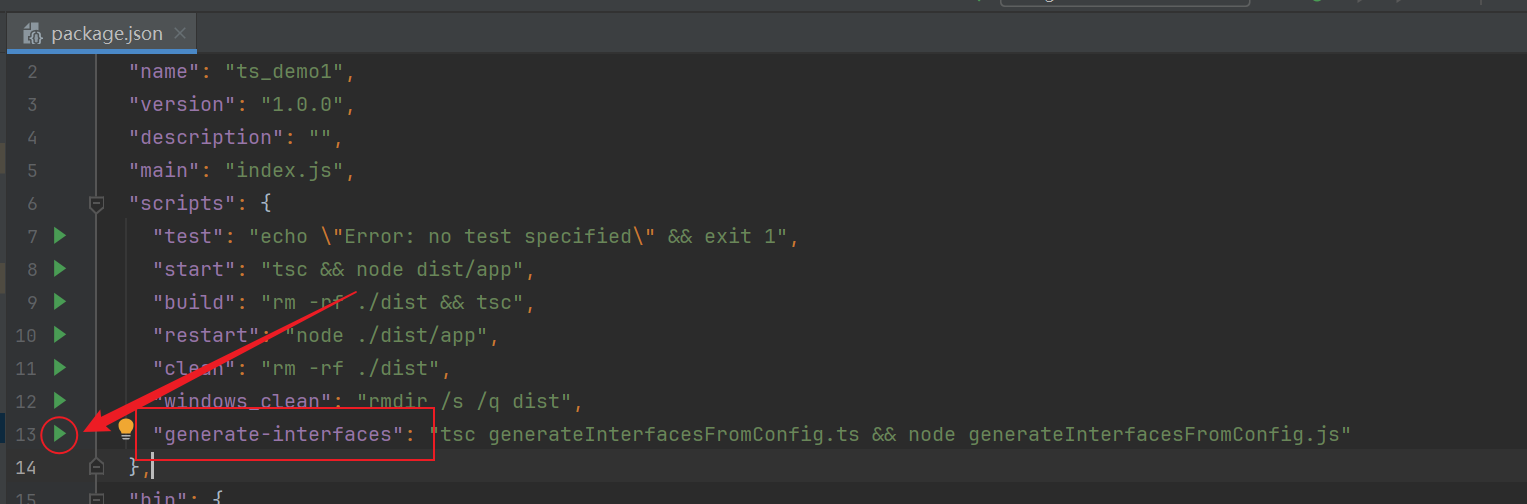 package.json
2 "name": "ts_demo1",
3 "version": "1.0.0",
4 "description": "",
5 "main": "index.js",
6 "scripts": {
7 "test": "echo \"Error: no test specified\" && exit 1",
8 "start": "tsc && node dist/app",
9 "build": "rm -rf ./dist && tsc",
10 "restart": "node ./dist/app",
11 "clean": "rm -rf ./dist",
12 "windows_clean": "rmdir /s /q dist",
13 "generate-interfaces": "tsc generateInterfacesFromConfig.ts && node generateInterfacesFromConfig.js"
14 },
15 "bin": {